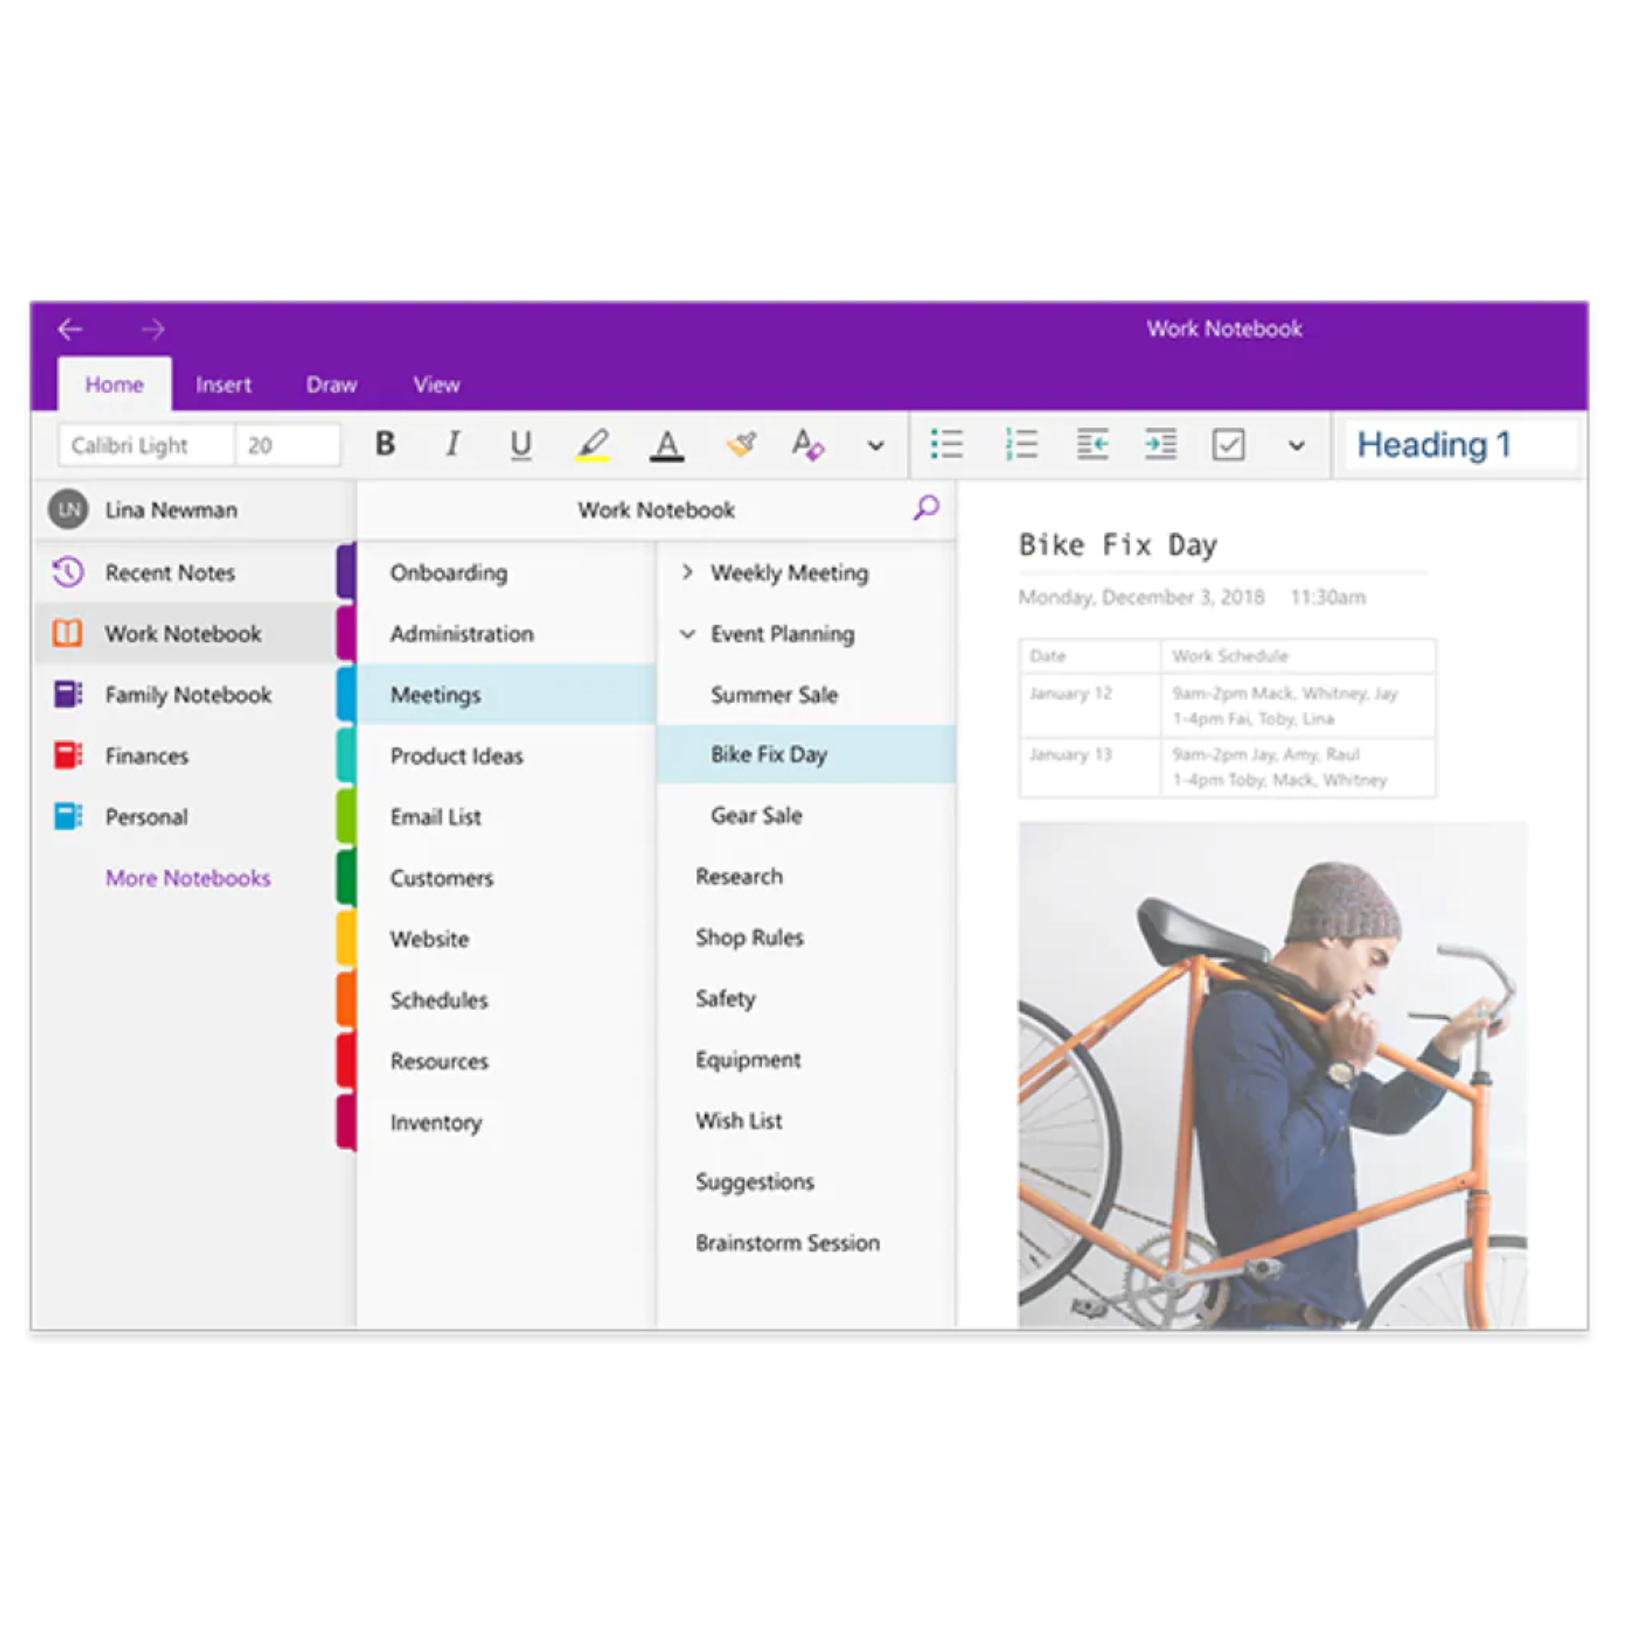 Work Notebook
Home Insert Draw View
Calibri Light 20 B I U A A Heading 1
LN Lina Newman
Recent Notes
Work Notebook
Family Notebook
Finances
Personal
More Notebooks
Work Notebook
Onboarding
Administration
Meetings
Product Ideas
Email List
Customers
Website
Schedules
Resources
Inventory
Weekly Meeting
Event Planning
Summer Sale
Bike Fix Day
Gear Sale
Research
Shop Rules
Safety
Equipment
Wish List
Suggestions
Brainstorm Session
Bike Fix Day
Monday, December 3, 2018 11:30am
Date Work Schedule
January 12 9am-2pm Mack, Whitney, Jay
1-4pm Fai, Toby, Lina
January 13 9am-2pm Jay, Amy, Raul
1-4pm Toby, Mack, Whitney